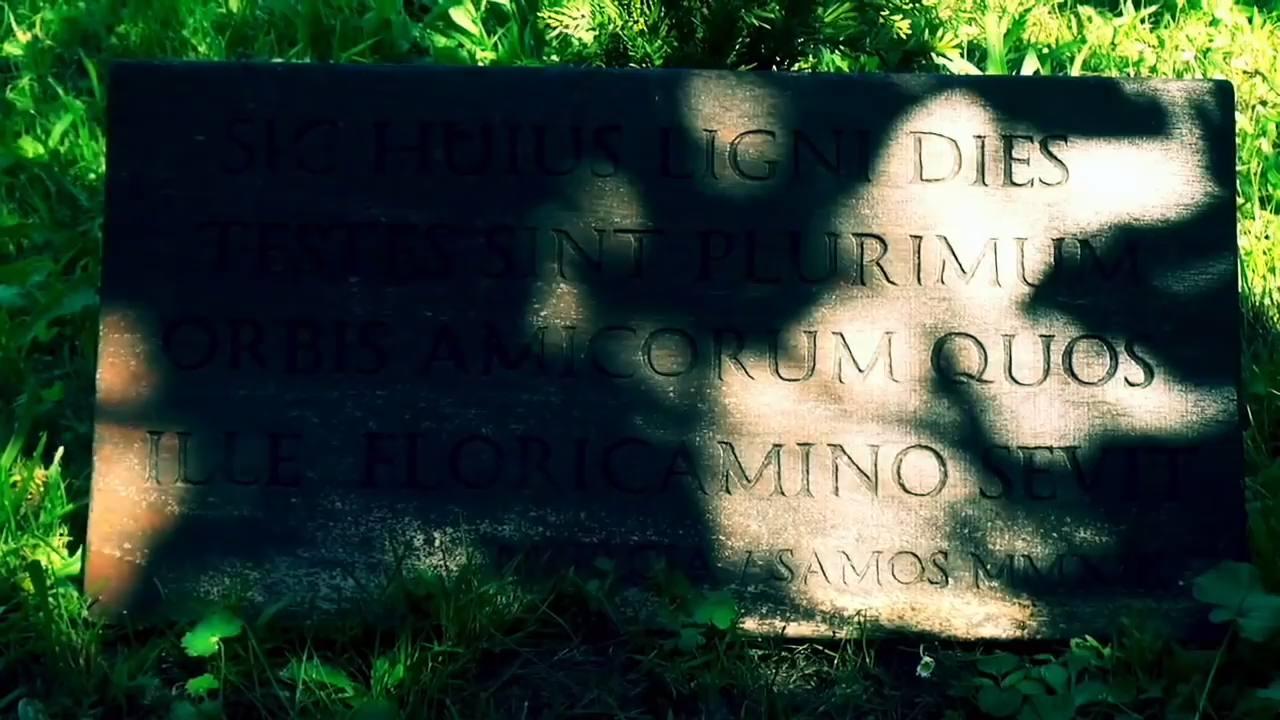 SIC HUIUS LIGNI DIES
TESTES SINT PLURIMUM
ORBIS AMICORUM QUOS
ILLE FLORICAMINO SEVIT
/ SAMOS